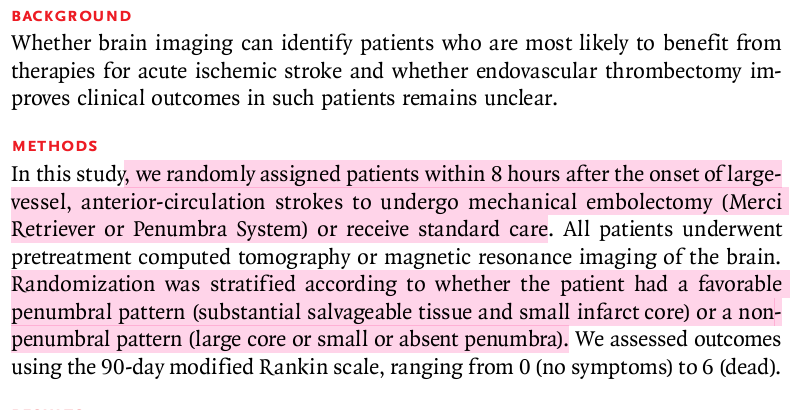 BACKGROUND
Whether brain imaging can identify patients who are most likely to benefit from
therapies for acute ischemic stroke and whether endovascular thrombectomy im-
proves clinical outcomes in such patients remains unclear.
METHODS
In this study, we randomly assigned patients within 8 hours after the onset of large-
vessel, anterior-circulation strokes to undergo mechanical embolectomy (Merci
Retriever or Penumbra System) or receive standard care. All patients underwent
pretreatment computed tomography or magnetic resonance imaging of the brain.
Randomization was stratified according to whether the patient had a favorable
penumbral pattern (substantial salvageable tissue and small infarct core) or a non-
penumbral pattern (large core or small or absent penumbra). We assessed outcomes
using the 90-day modified Rankin scale, ranging from 0 (no symptoms) to 6 (dead).